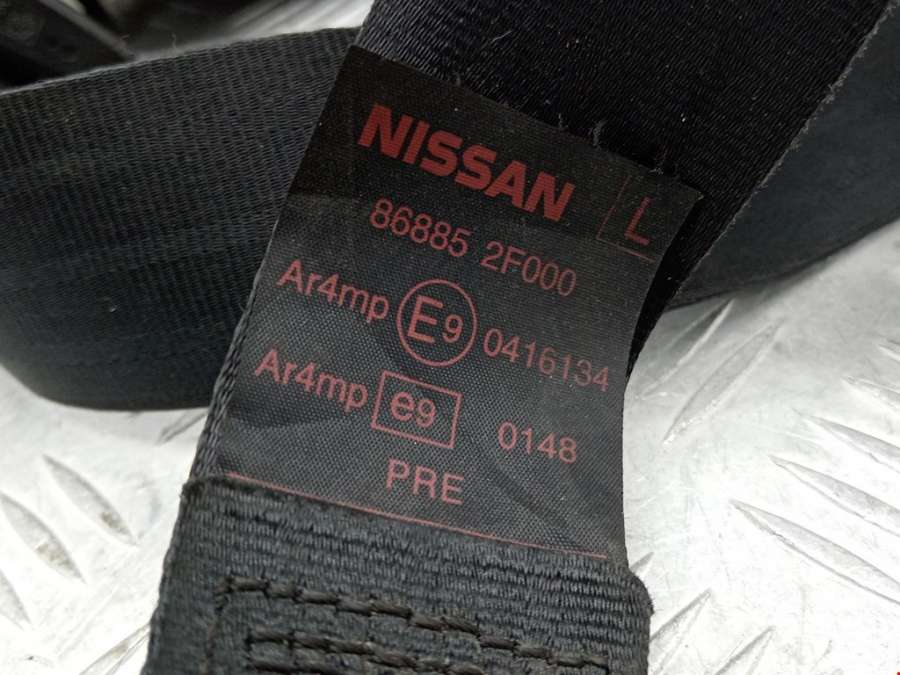 NISSAN L
86885 2F000
Ar4mp E9 0416134
Ar4mp e9 0148
PRE